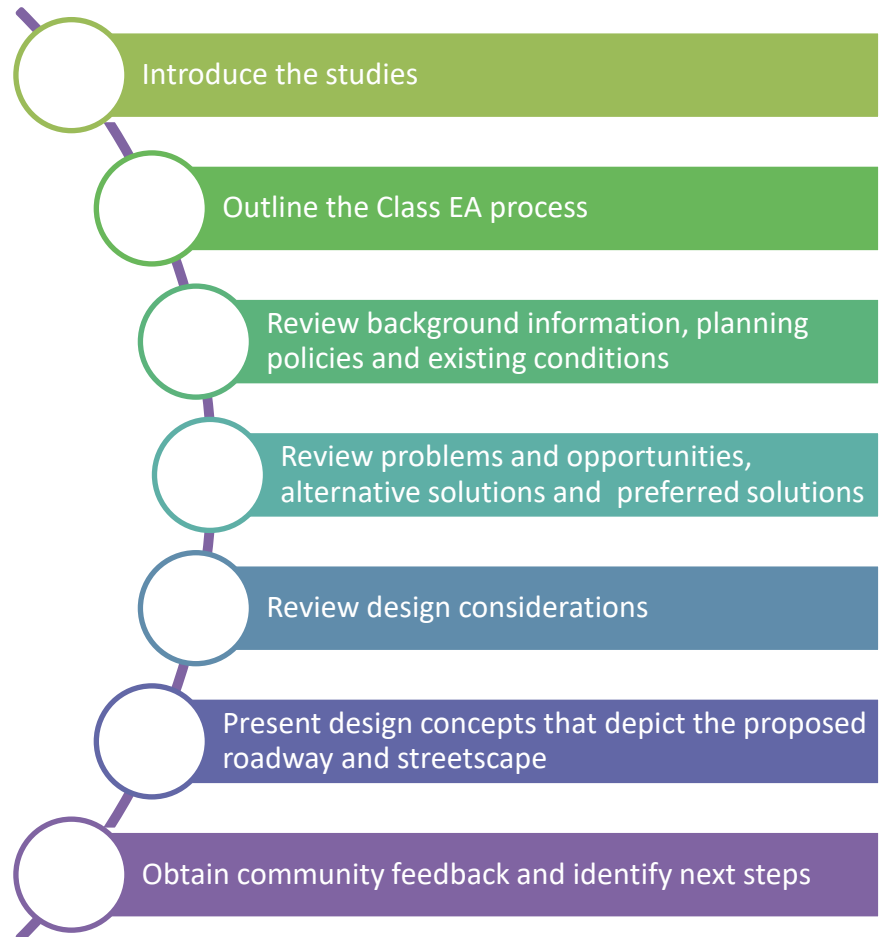 Introduce the studies
Outline the Class EA process
Review background information, planning
policies and existing conditions
Review problems and opportunities,
alternative solutions and  preferred solutions
Review design considerations
Present design concepts that depict the proposed
roadway and streetscape
Obtain community feedback and identify next steps